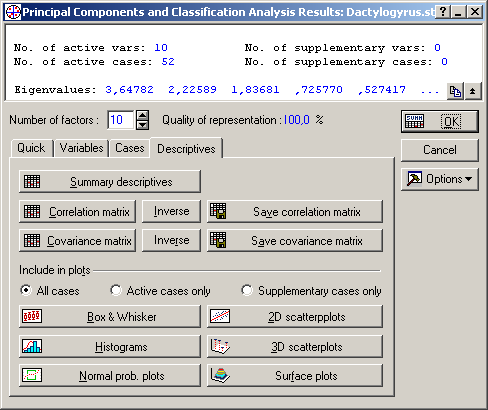 Principal Components and Classification Analysis Results: Dactylogyrus.st
No. of active vars: 10 No. of supplementary vars: 0
No. of active cases: 52 No. of supplementary cases: 0
Eigenvalues: 3,64782 2,22589 1,83681 ,725770 ,527417 ...
Number of factors : 10 Quality of representation :100,0 %
OK
Cancel
Options
Quick Variables Cases Descriptives
Summary descriptives
Correlation matrix Inverse Save correlation matrix
Covariance matrix Inverse Save covariance matrix
Include in plots
All cases Active cases only Supplementary cases only
Box & Whisker 2D scatterpplots
Histograms 3D scatterplots
Normal prob. plots Surface plots